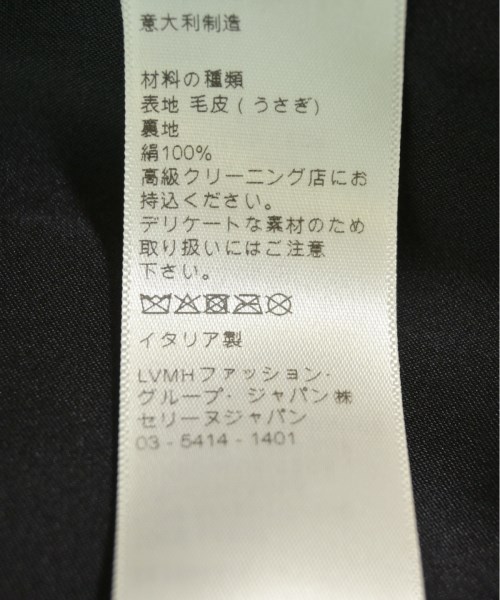 意大利制造
材料の種類
表地 毛皮 ( うさぎ)
裏地
絹100%
高級クリーニング店にお
持込ください。
デリケートな素材のため
取り扱いにはご注意
下さい。
イタリア製
LVMHファッション·
グループ· ジャパン㈱
セリーヌジャパン
03 - 5414 - 1401